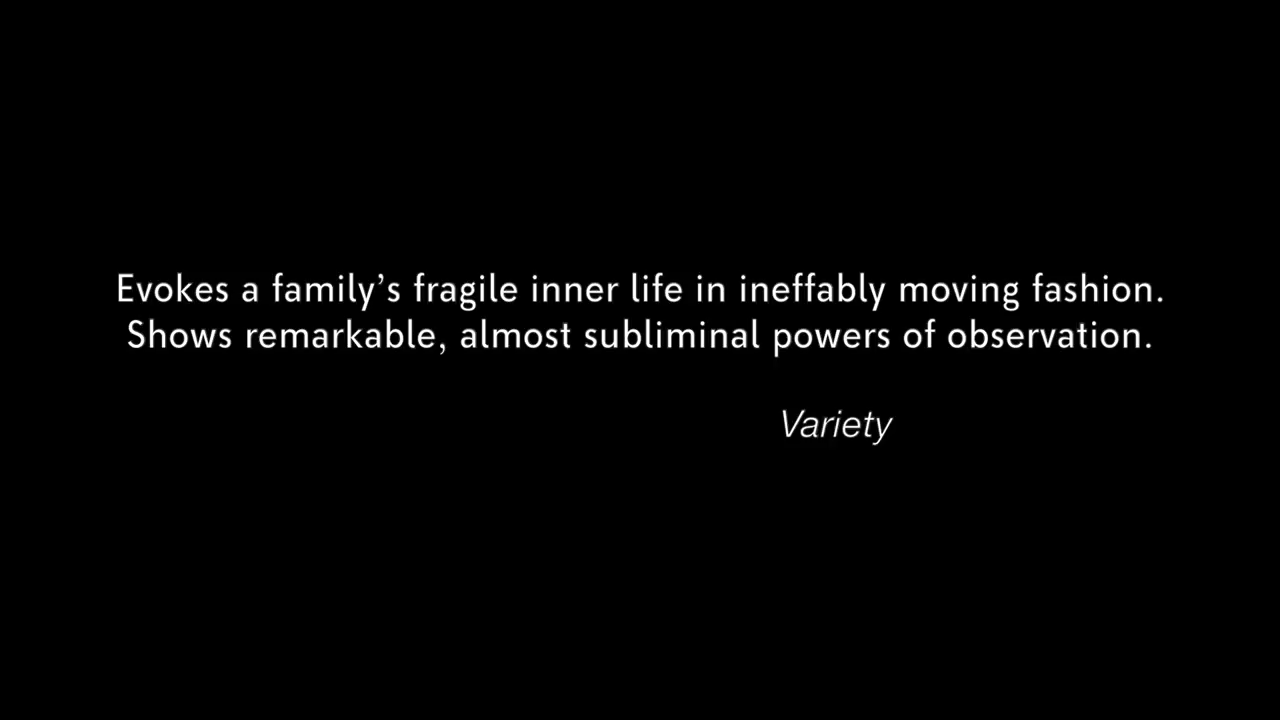 Evokes a family’s fragile inner life in ineffably moving fashion.
Shows remarkable, almost subliminal powers of observation.
Variety